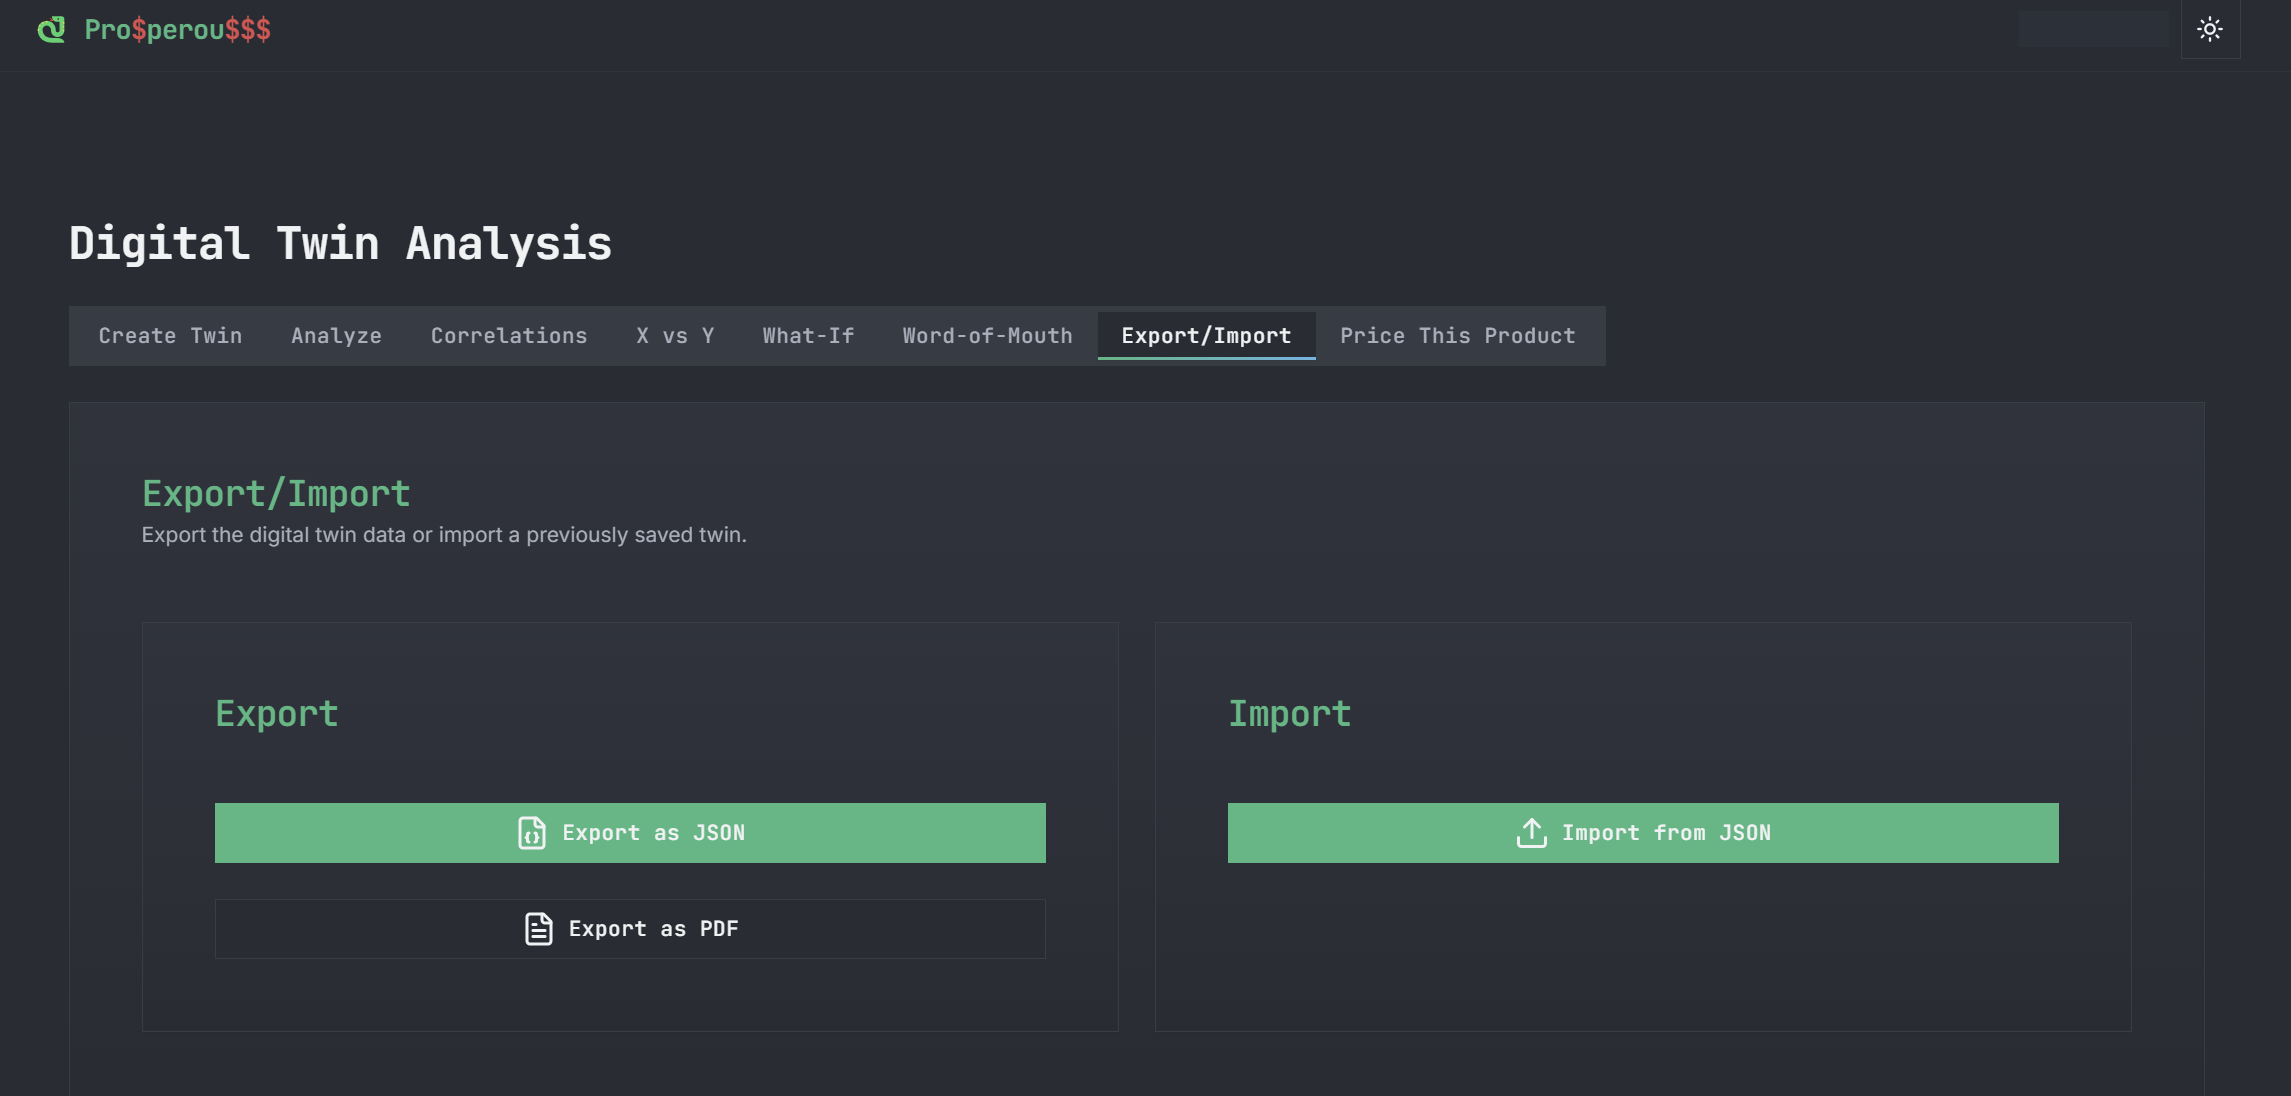 Pro$perou$$$
Digital Twin Analysis
Create Twin Analyze Correlations X vs Y What-If Word-of-Mouth Export/Import Price This Product
Export/Import
Export the digital twin data or import a previously saved twin.
Export
Export as JSON
Export as PDF
Import
Import from JSON